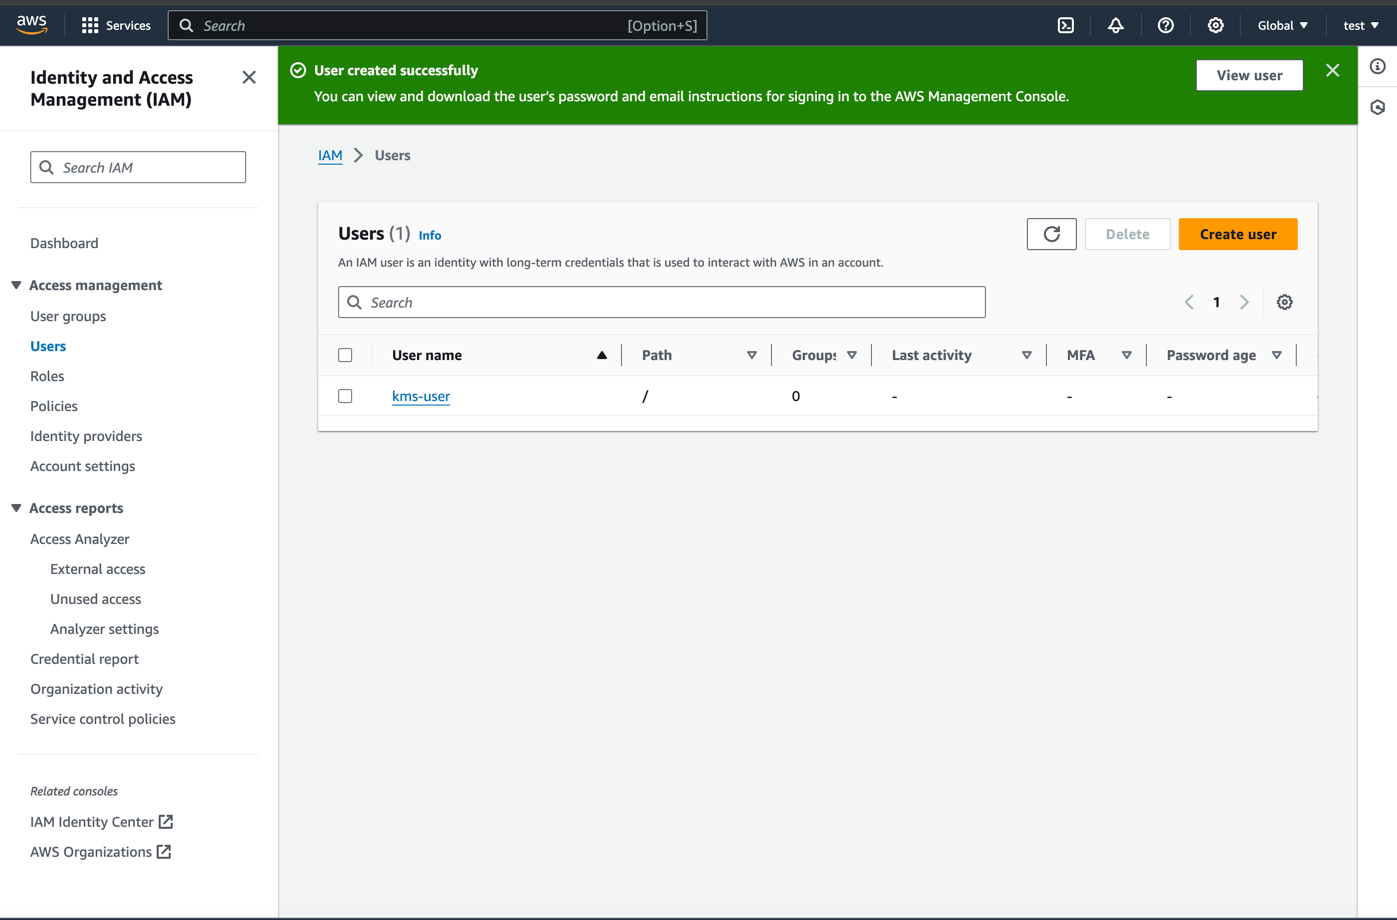 aws
Services
Search
[Option+S]
Global
test
Identity and Access
Management (IAM)
Search IAM
Dashboard
Access management
User groups
Users
Roles
Policies
Identity providers
Account settings
Access reports
Access Analyzer
External access
Unused access
Analyzer settings
Credential report
Organization activity
Service control policies
Related consoles
IAM Identity Center
AWS Organizations
User created successfully
You can view and download the user's password and email instructions for signing in to the AWS Management Console.
View user
IAM > Users
Users (1) Info
Delete
Create user
An IAM user is an identity with long-term credentials that is used to interact with AWS in an account.
Search
1
User name Path Groups Last activity MFA Password age
kms-user / 0 - - -